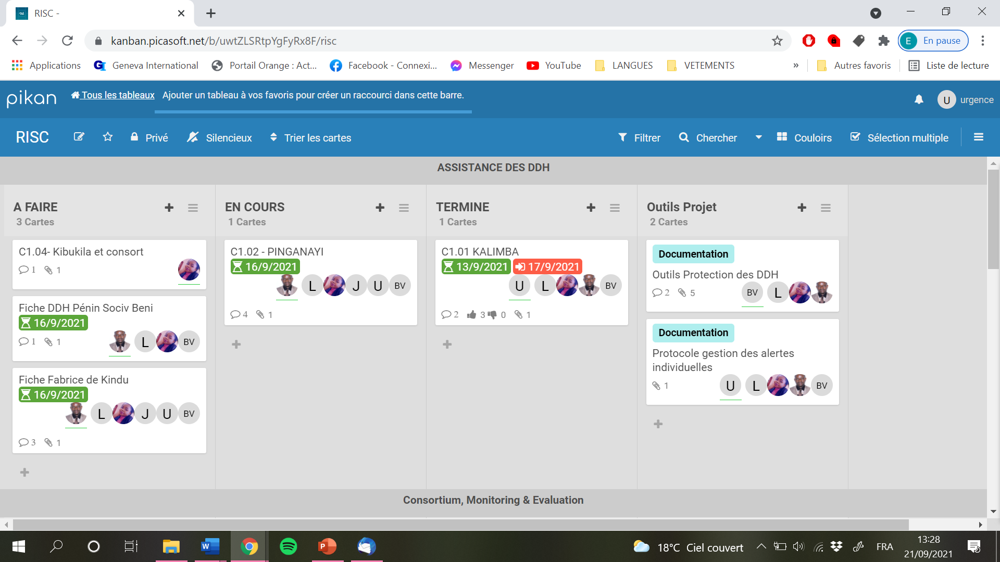 RISC -
kanban.picasoft.net/b/uwtZLSRtpYgFyRx8F/risc
E En pause
Applications
Geneva International
Portail Orange : Act...
Facebook - Connexi...
Messenger
YouTube
LANGUES
VETEMENTS
»
Autres favoris
Liste de lecture
pikan
Tous les tableaux
Ajouter un tableau à vos favoris pour créer un raccourci dans cette barre.
U urgence
RISC
Privé
Silencieux
Trier les cartes
Filtrer
Chercher
Couloirs
Sélection multiple
ASSISTANCE DES DDH
A FAIRE
3 Cartes
C1.04- Kibukila et consort
1 1
Fiche DDH Pénin Sociv Beni
16/9/2021
1 1 L BV
Fiche Fabrice de Kindu
16/9/2021
L J U BV
3 1
EN COURS
1 Cartes
C1.02 - PINGANAYI
16/9/2021
L J U BV
4 1
TERMINE
1 Cartes
C1.01 KALIMBA
13/9/2021 17/9/2021
U L BV
2 3 0 1
Outils Projet
2 Cartes
Documentation
Outils Protection des DDH
2 5 BV L
Documentation
Protocole gestion des alertes
individuelles
1 U L BV
Consortium, Monitoring & Evaluation
18°C Ciel couvert
FRA
13:28
21/09/2021